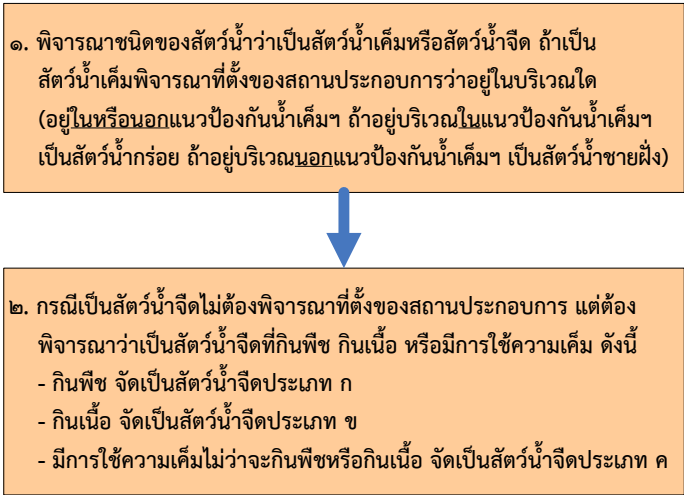 ๑. พิจารณาชนิดของสัตว์น้ำว่าเป็นสัตว์น้ำเค็มหรือสัตว์น้ำจืด ถ้าเป็น
สัตว์น้ำเค็มพิจารณาที่ตั้งของสถานประกอบการว่าอยู่ในบริเวณใด
(อยู่ในหรือนอกแนวป้องกันน้ำเค็มฯ ถ้าอยู่บริเวณในแนวป้องกันน้ำเค็มฯ
เป็นสัตว์น้ำกร่อย ถ้าอยู่บริเวณนอกแนวป้องกันน้ำเค็มฯ เป็นสัตว์น้ำชายฝั่ง)
๒. กรณีเป็นสัตว์น้ำจืดไม่ต้องพิจารณาที่ตั้งของสถานประกอบการ แต่ต้อง
พิจารณาว่าเป็นสัตว์น้ำจืดที่กินพืช กินเนื้อ หรือมีการใช้ความเค็ม ดังนี้
- กินพืช จัดเป็นสัตว์น้ำจืดประเภท ก
- กินเนื้อ จัดเป็นสัตว์น้ำจืดประเภท ข
- มีการใช้ความเค็มไม่ว่าจะกินพืชหรือกินเนื้อ จัดเป็นสัตว์น้ำจืดประเภท ค